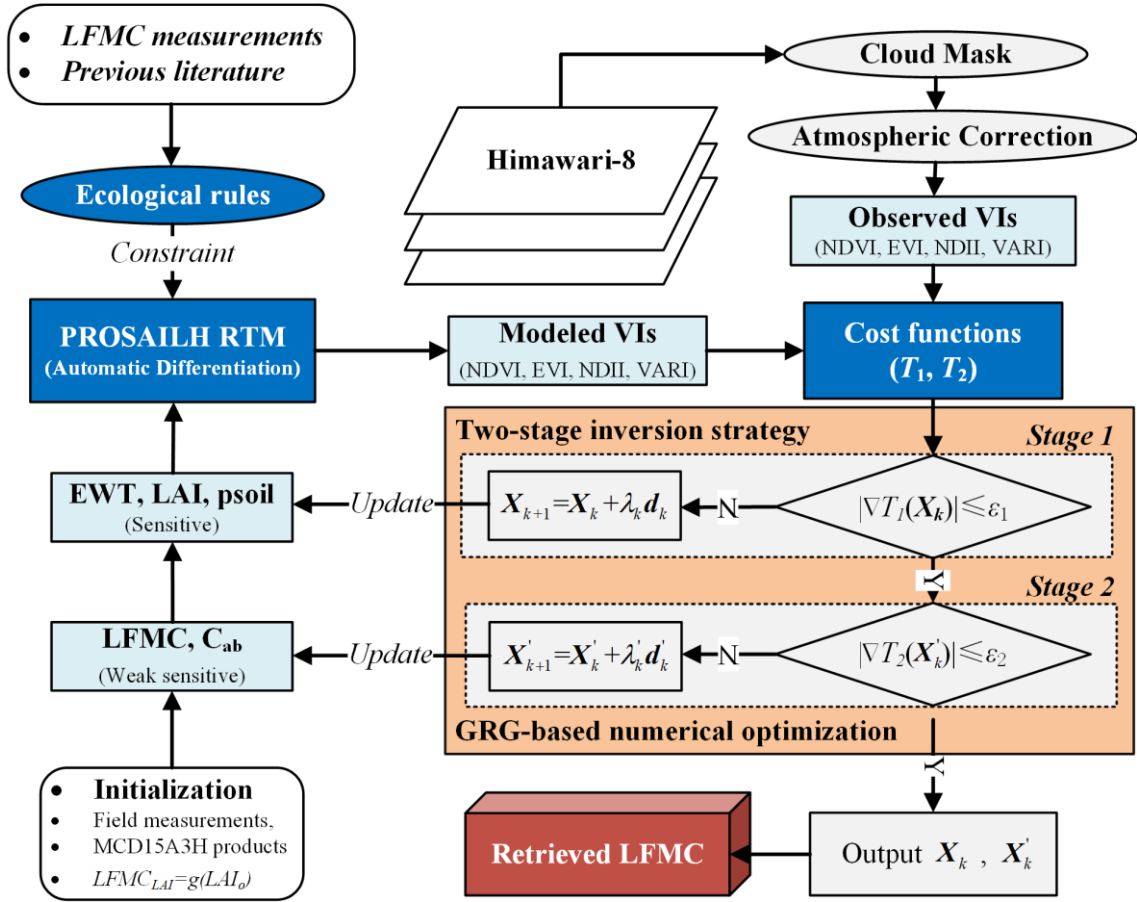 • LFMC measurements
• Previous literature
Ecological rules
Constraint
PROSAILH RTM
(Automatic Differentiation)
Himawari-8
Cloud Mask
Atmospheric Correction
Observed VIs
(NDVI, EVI, NDII, VARI)
Modeled VIs
(NDVI, EVI, NDII, VARI)
Cost functions
(T₁, T₂)
Two-stage inversion strategy
Stage 1
|∇T₁(Xₖ)|≤ε₁
N
Xₖ₊₁=Xₖ+λₖdₖ
Update
EWT, LAI, psoil
(Sensitive)
Y
Stage 2
|∇T₂(X'ₖ)|≤ε₂
N
X'ₖ₊₁=X'ₖ+λ'ₖd'ₖ
Update
LFMC, C_ab
(Weak sensitive)
GRG-based numerical optimization
Y
• Initialization
• Field measurements,
• MCD15A3H products
• LFMC_LAI=g(LAI_o)
Retrieved LFMC
Output Xₖ , X'ₖ